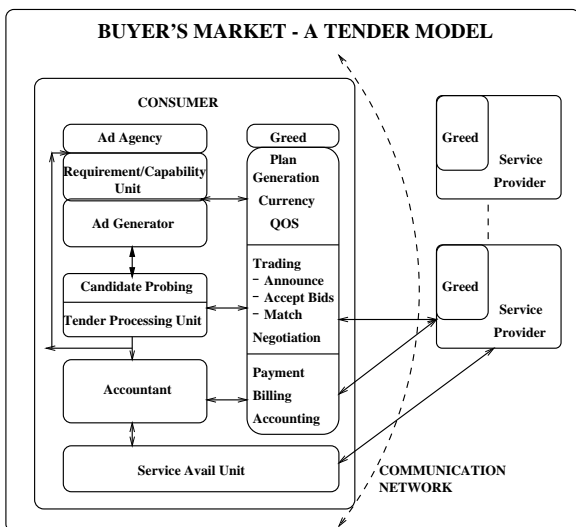 BUYER'S MARKET - A TENDER MODEL
CONSUMER
Ad Agency
Requirement/Capability
Unit
Ad Generator
Candidate Probing
Tender Processing Unit
Accountant
Service Avail Unit
Greed
Plan
Generation
Currency
QOS
Trading
- Announce
- Accept Bids
- Match
Negotiation
Payment
Billing
Accounting
Greed
Service
Provider
Greed
Service
Provider
COMMUNICATION
NETWORK